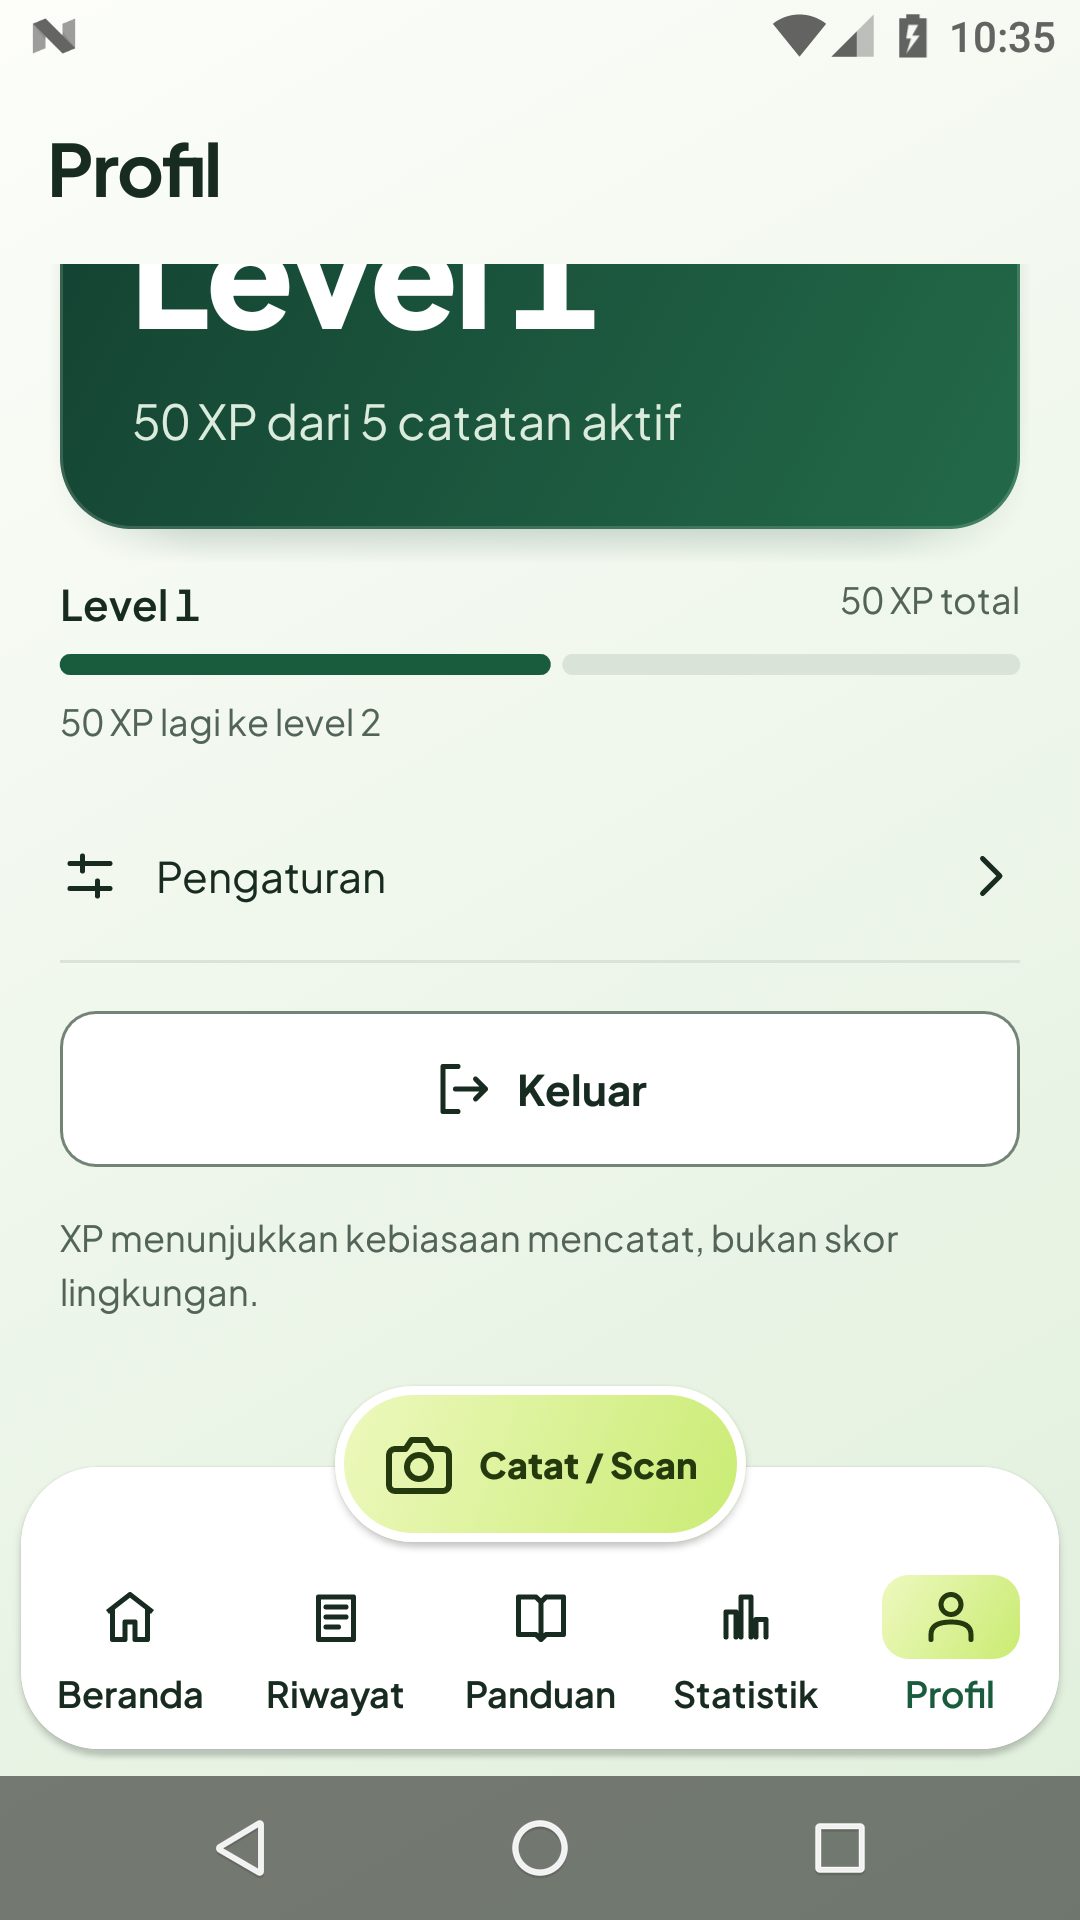 10:35
Profil
Level 1
50 XP dari 5 catatan aktif
Level 1
50 XP total
50 XP lagi ke level 2
Pengaturan
Keluar
XP menunjukkan kebiasaan mencatat, bukan skor
lingkungan.
Catat / Scan
Beranda
Riwayat
Panduan
Statistik
Profil